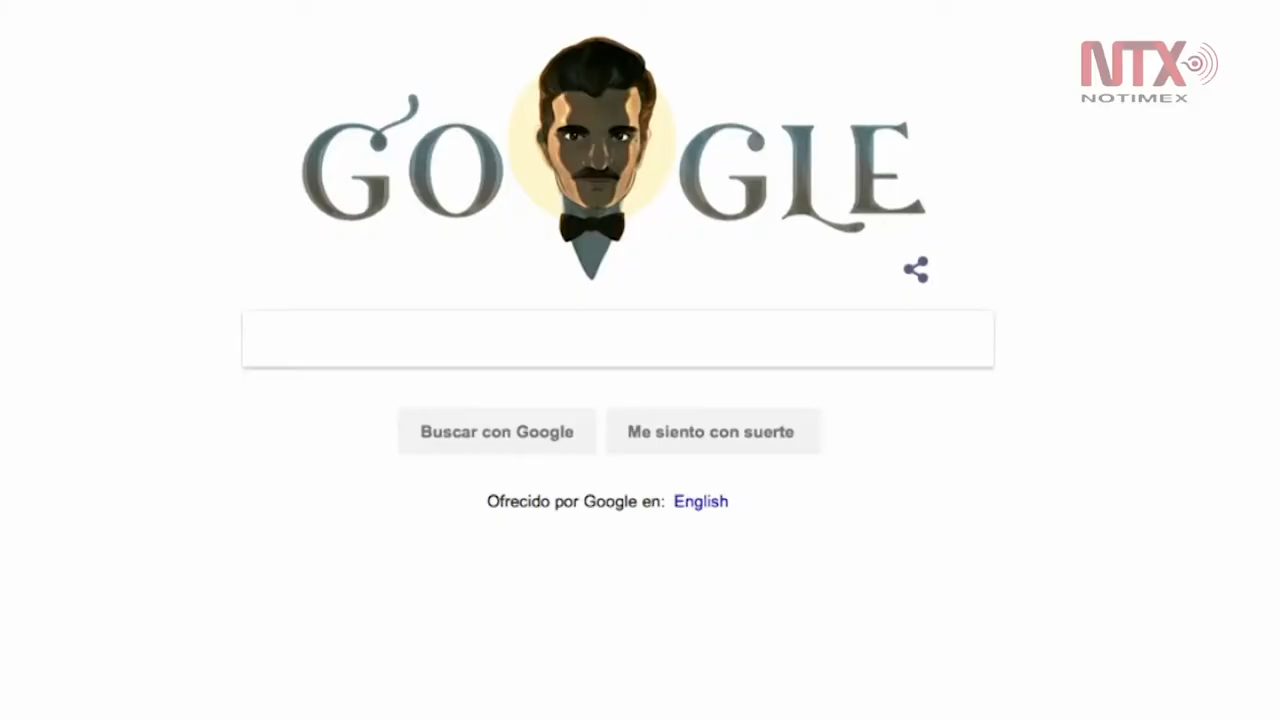 GOOGLE
NTX
NOTIMEX
Buscar con Google
Me siento con suerte
Ofrecido por Google en: English